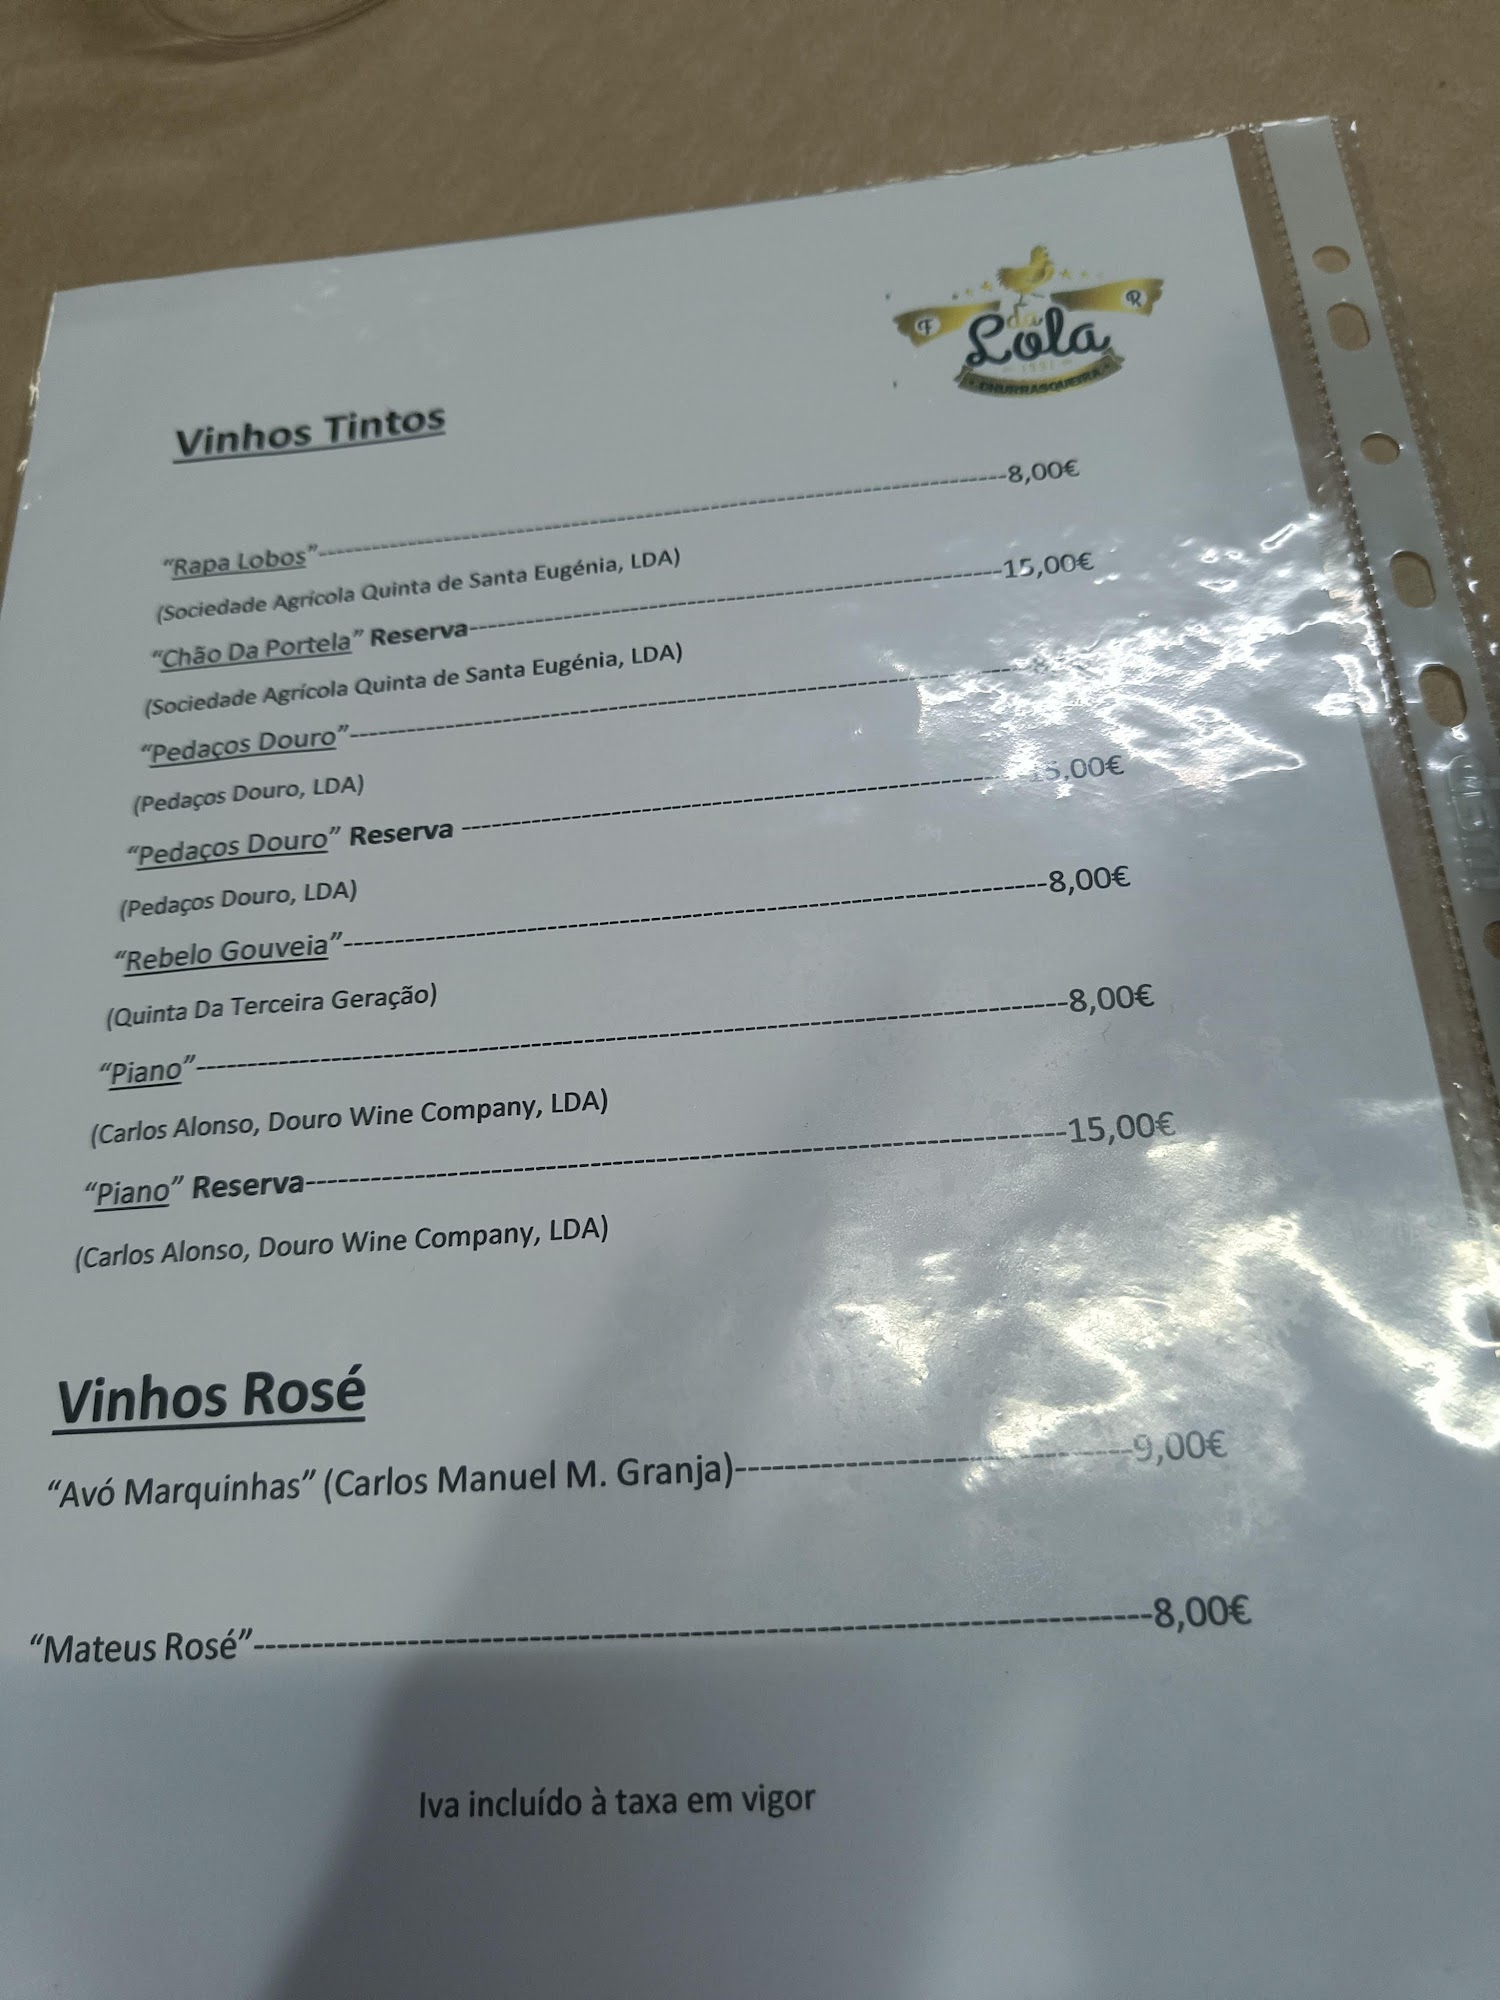 F
R
da
Lola
1991
CHURRASQUEIRA
Vinhos Tintos
“Rapa Lobos”---8,00€
(Sociedade Agrícola Quinta de Santa Eugénia, LDA)
“Chão Da Portela” Reserva---15,00€
(Sociedade Agrícola Quinta de Santa Eugénia, LDA)
“Pedaços Douro”---
(Pedaços Douro, LDA)
“Pedaços Douro” Reserva ---15,00€
(Pedaços Douro, LDA)
“Rebelo Gouveia”---8,00€
(Quinta Da Terceira Geração)
“Piano”---8,00€
(Carlos Alonso, Douro Wine Company, LDA)
“Piano” Reserva---15,00€
(Carlos Alonso, Douro Wine Company, LDA)
Vinhos Rosé
“Avó Marquinhas” (Carlos Manuel M. Granja)---9,00€
“Mateus Rosé”---8,00€
Iva incluído à taxa em vigor